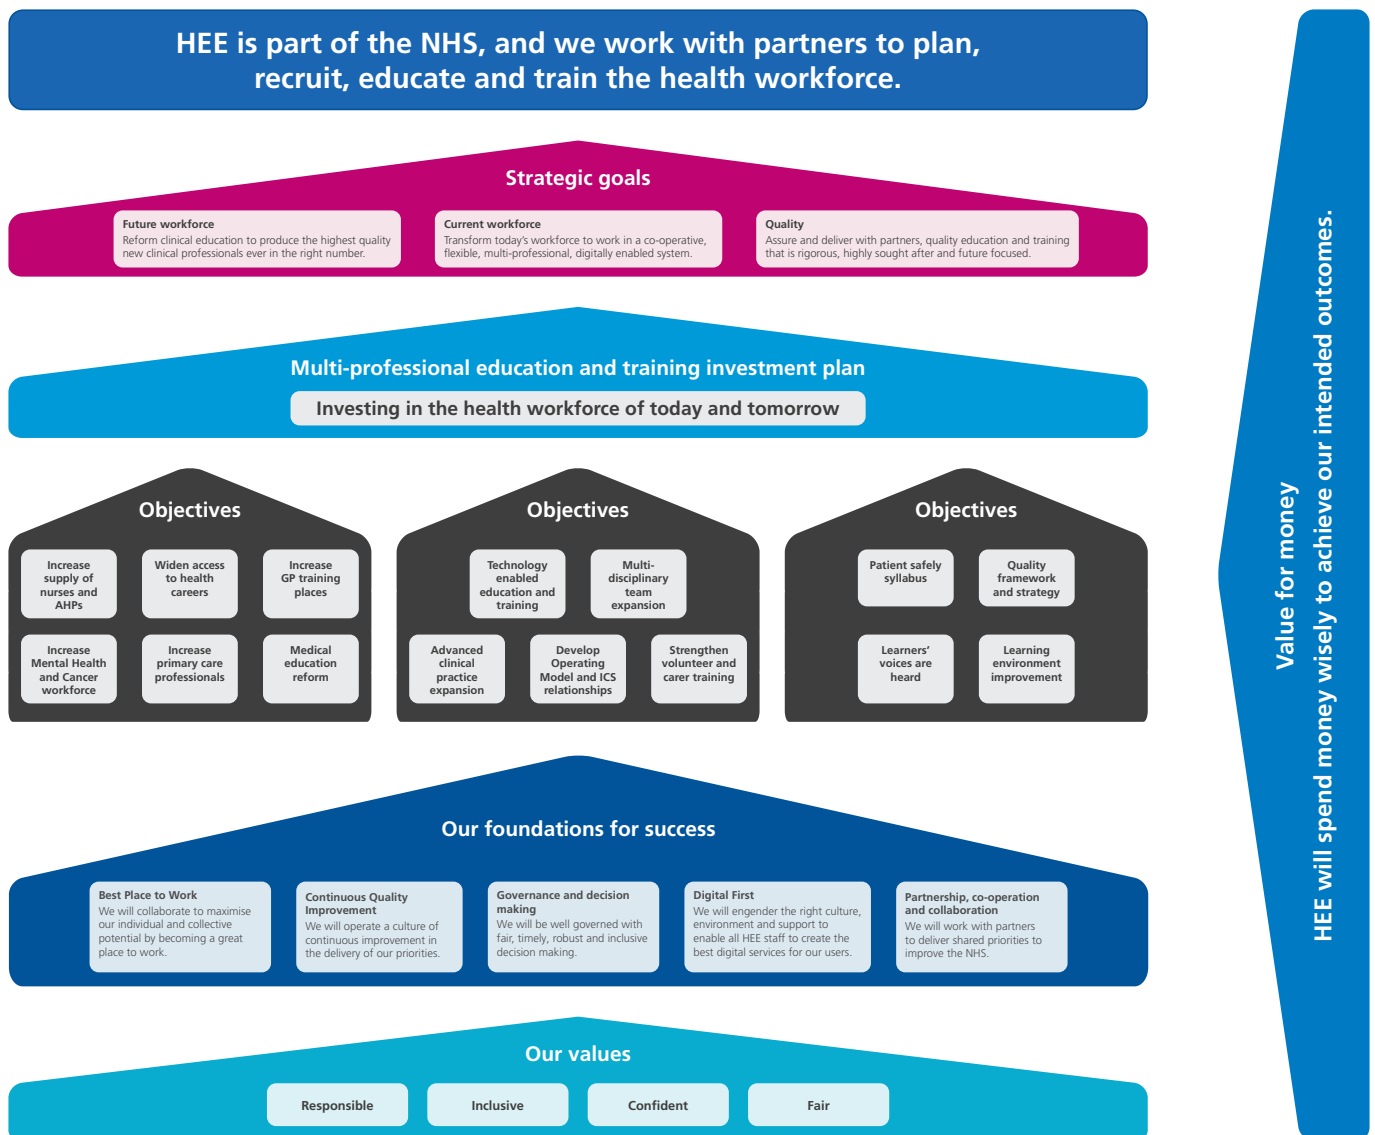 HEE is part of the NHS, and we work with partners to plan,
recruit, educate and train the health workforce.
Strategic goals
Future workforce
Reform clinical education to produce the highest quality
new clinical professionals ever in the right number.
Current workforce
Transform today's workforce to work in a co-operative,
flexible, multi-professional, digitally enabled system.
Quality
Assure and deliver with partners, quality education and training
that is rigorous, highly sought after and future focused.
Multi-professional education and training investment plan
Investing in the health workforce of today and tomorrow
Objectives
Increase
supply of
nurses and
AHPs
Widen access
to health
careers
Increase
GP training
places
Increase
Mental Health
and Cancer
workforce
Increase
primary care
professionals
Medical
education
reform
Objectives
Technology
enabled
education and
training
Multi-
disciplinary
team
expansion
Advanced
clinical
practice
expansion
Develop
Operating
Model and ICS
relationships
Strengthen
volunteer and
carer training
Objectives
Patient safely
syllabus
Quality
framework
and strategy
Learners'
voices are
heard
Learning
environment
improvement
Our foundations for success
Best Place to Work
We will collaborate to maximise
our individual and collective
potential by becoming a great
place to work.
Continuous Quality
Improvement
We will operate a culture of
continuous improvement in
the delivery of our priorities.
Governance and decision
making
We will be well governed with
fair, timely, robust and inclusive
decision making.
Digital First
We will engender the right culture,
environment and support to
enable all HEE staff to create the
best digital services for our users.
Partnership, co-operation
and collaboration
We will work with partners
to deliver shared priorities to
improve the NHS.
Our values
Responsible
Inclusive
Confident
Fair
Value for money
HEE will spend money wisely to achieve our intended outcomes.